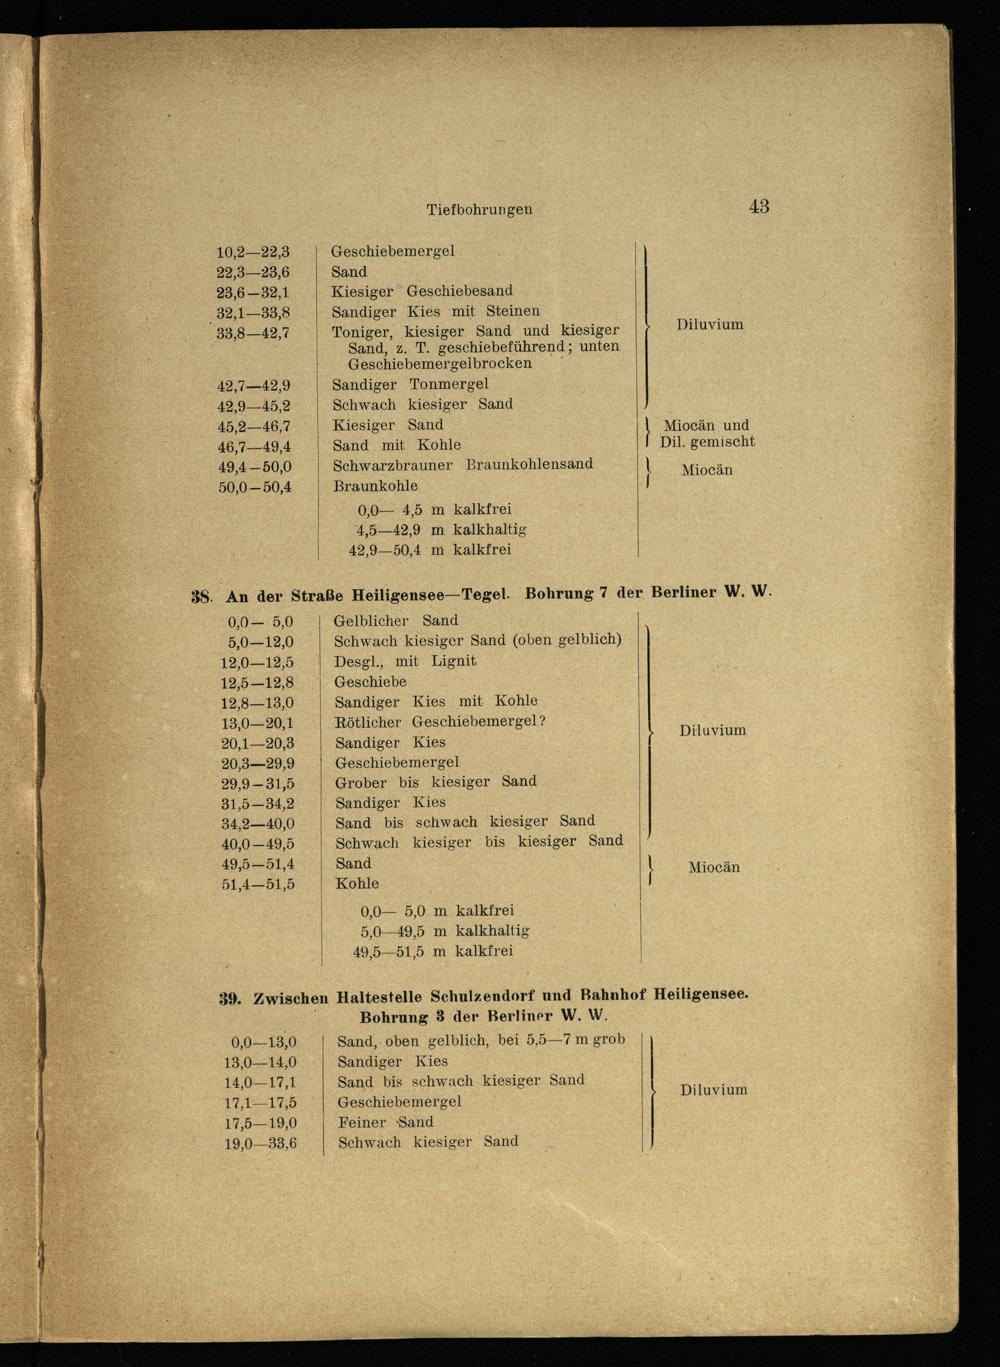 Tiefbohrungen 43
10,2—22,3 Geschiebemergel
22,3—23,6 Sand
23,6–32,1 Kiesiger Geschiebesand
32,1—33,8 Sandiger Kies mit Steinen
33,8—42,7 Toniger, kiesiger Sand und kiesiger
Sand, z. T. geschiebeführend; unten
Geschiebemergelbrocken
42,7—42,9 Sandiger Tonmergel
42,9—45,2 Schwach kiesiger Sand
Diluvium
45,2—46,7 Kiesiger Sand
46,7—49,4 Sand mit Kohle
Miocän und
Dil. gemischt
49,4–50,0 Schwarzbrauner Braunkohlensand
50,0–50,4 Braunkohle
Miocän
0,0— 4,5 m kalkfrei
4,5—42,9 m kalkhaltig
42,9—50,4 m kalkfrei
38. An der Straße Heiligensee—Tegel. Bohrung 7 der Berliner W. W.
0,0— 5,0 Gelblicher Sand
5,0—12,0 Schwach kiesiger Sand (oben gelblich)
12,0—12,5 Desgl., mit Lignit
12,5—12,8 Geschiebe
12,8—13,0 Sandiger Kies mit Kohle
13,0—20,1 Rötlicher Geschiebemergel?
20,1—20,3 Sandiger Kies
20,3—29,9 Geschiebemergel
29,9–31,5 Grober bis kiesiger Sand
31,5—34,2 Sandiger Kies
34,2—40,0 Sand bis schwach kiesiger Sand
40,0–49,5 Schwach kiesiger bis kiesiger Sand
Diluvium
49,5—51,4 Sand
51,4—51,5 Kohle
Miocän
0,0— 5,0 m kalkfrei
5,0—49,5 m kalkhaltig
49,5—51,5 m kalkfrei
39. Zwischen Haltestelle Schulzendorf und Bahnhof Heiligensee.
Bohrung 3 der Berliner W. W.
0,0—13,0 Sand, oben gelblich, bei 5,5—7 m grob
13,0—14,0 Sandiger Kies
14,0—17,1 Sand bis schwach kiesiger Sand
17,1—17,5 Geschiebemergel
17,5—19,0 Feiner Sand
19,0—33,6 Schwach kiesiger Sand
Diluvium